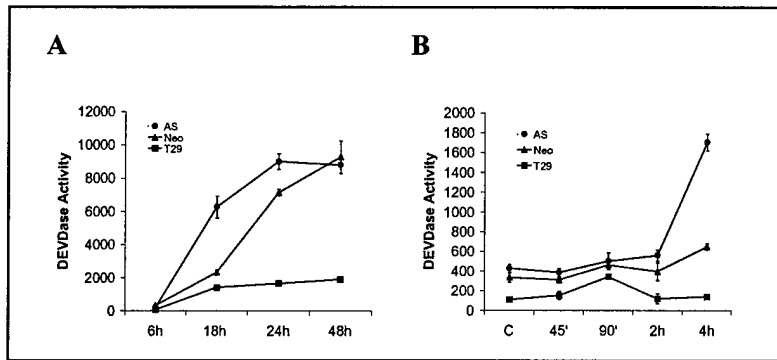 A
DEVDase Activity
12000
10000
8000
6000
4000
2000
0
AS
Neo
T29
6h 18h 24h 48h
B
DEVDase Activity
2000
1800
1600
1400
1200
1000
800
600
400
200
0
AS
Neo
T29
C 45' 90' 2h 4h